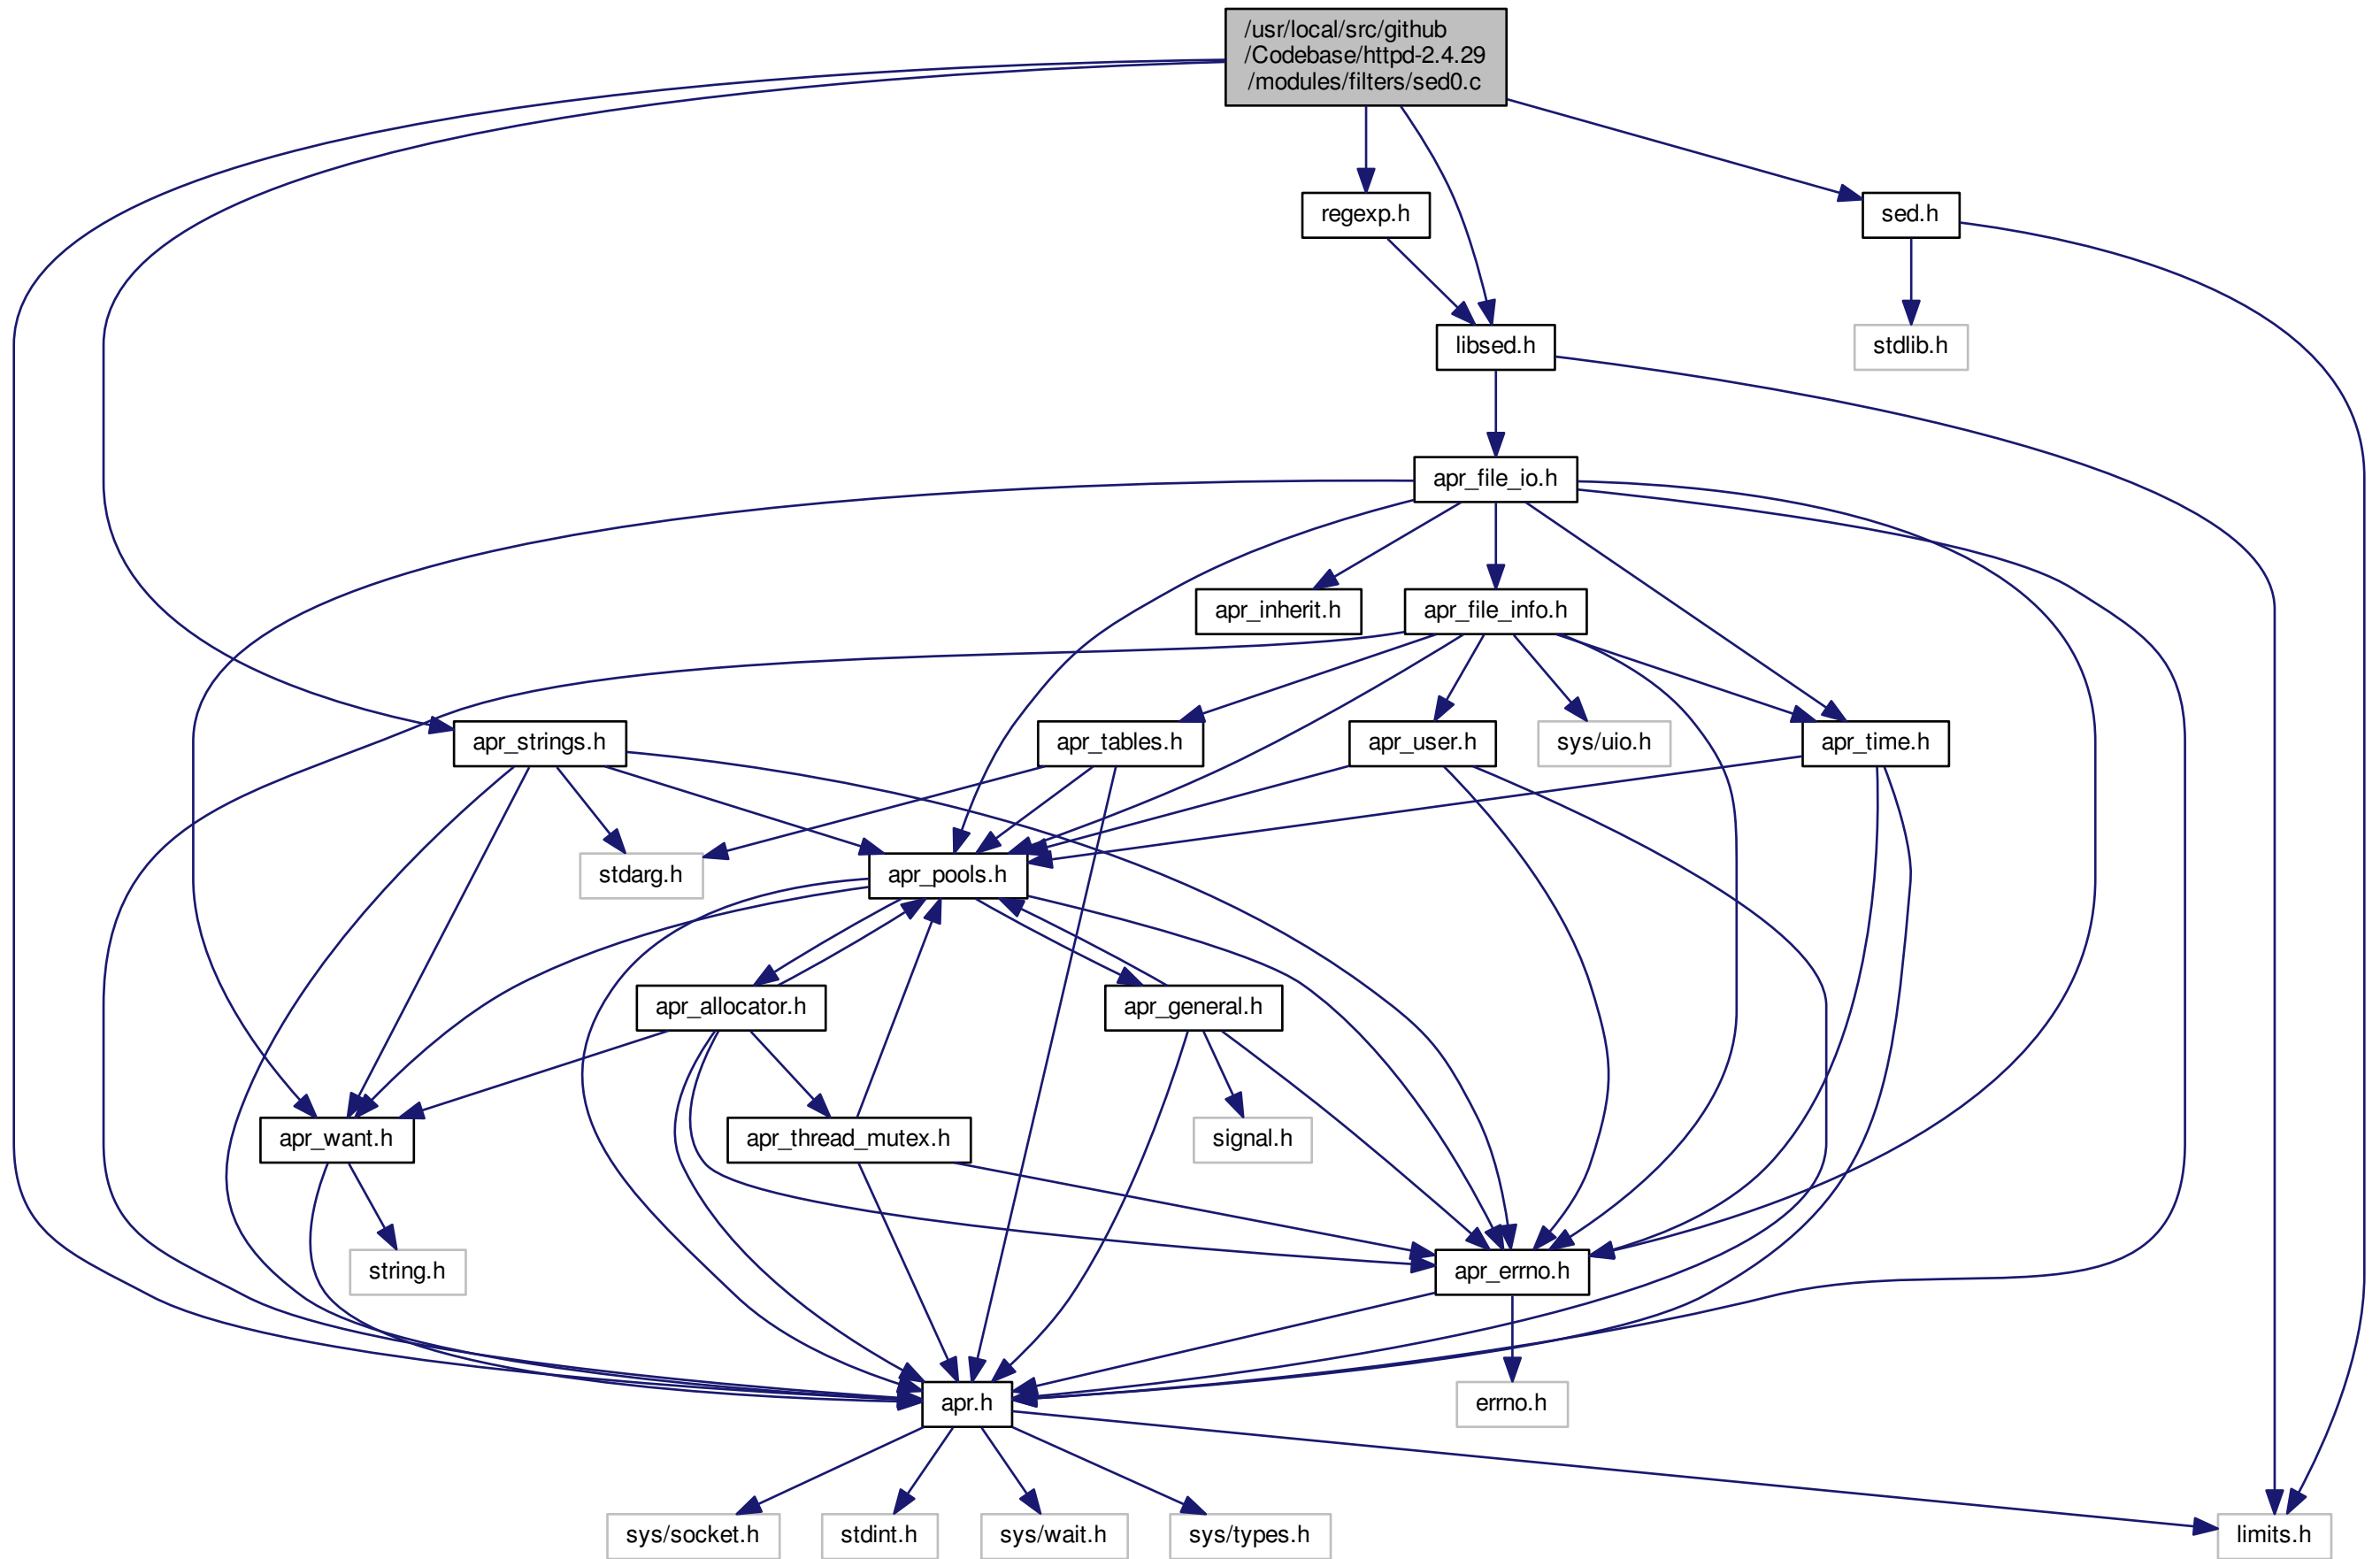 /usr/local/src/github
/Codebase/httpd-2.4.29
/modules/filters/sed0.c
regexp.h
sed.h
libsed.h
stdlib.h
apr_file_io.h
apr_inherit.h
apr_file_info.h
apr_strings.h
apr_tables.h
apr_user.h
sys/uio.h
apr_time.h
stdarg.h
apr_pools.h
apr_allocator.h
apr_general.h
apr_want.h
apr_thread_mutex.h
signal.h
string.h
apr_errno.h
apr.h
errno.h
sys/socket.h
stdint.h
sys/wait.h
sys/types.h
limits.h